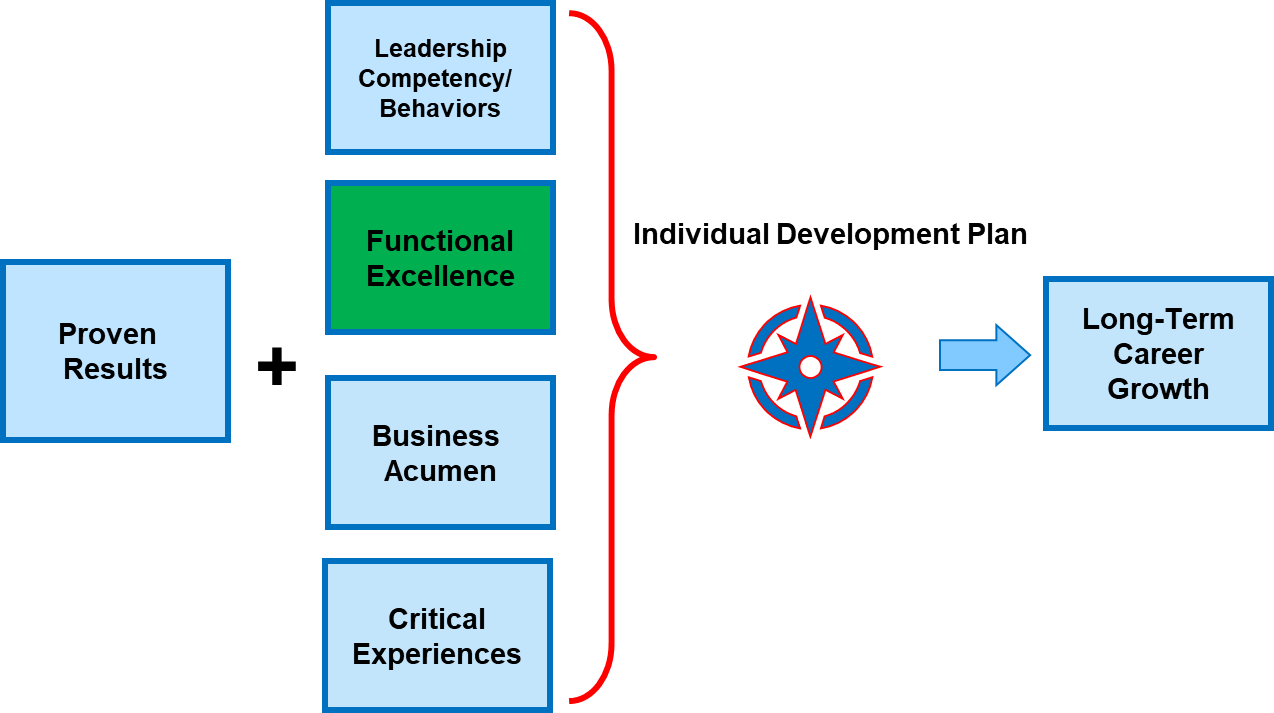 Leadership
Competency/
Behaviors
Functional
Excellence
Individual Development Plan
Proven
Results
+
Long-Term
Career
Growth
Business
Acumen
Critical
Experiences